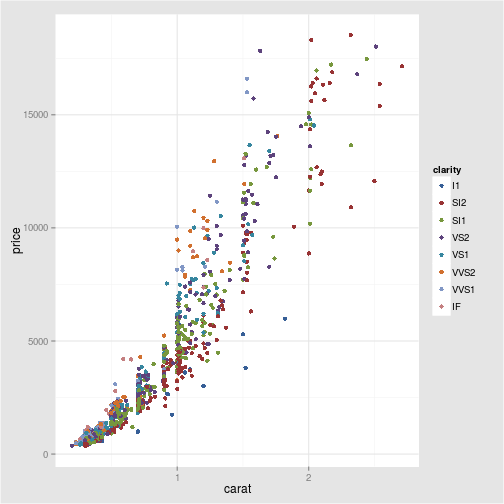 15000
10000
5000
0
1
2
carat
price
clarity
I1
SI2
SI1
VS2
VS1
VVS2
VVS1
IF